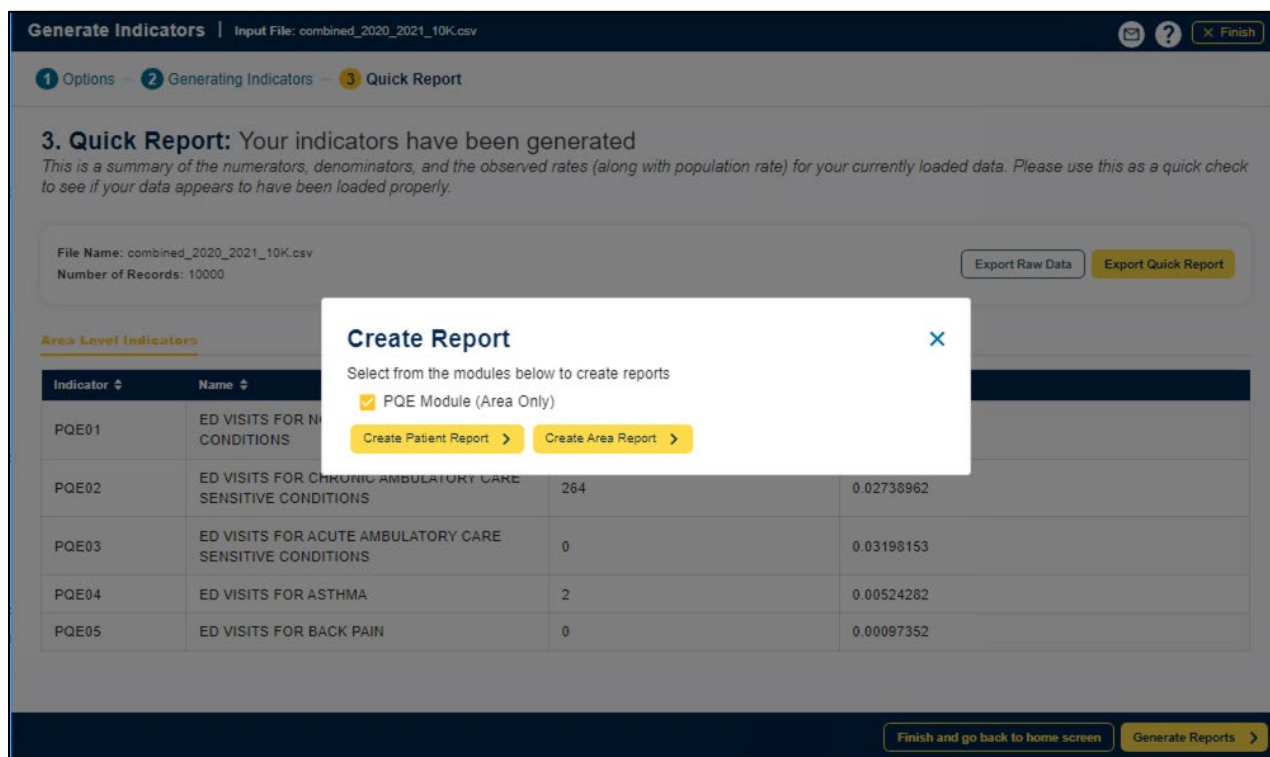 Generate Indicators | Input File: combined_2020_2021_10K.csv
? × Finish
1 Options – 2 Generating Indicators – 3 Quick Report
3. Quick Report: Your indicators have been generated
This is a summary of the numerators, denominators, and the observed rates (along with population rate) for your currently loaded data. Please use this as a quick check
to see if your data appears to have been loaded properly.
File Name: combined_2020_2021_10K.csv
Number of Records: 10000
Export Raw Data
Export Quick Report
Area Level Indicators
Create Report
Select from the modules below to create reports
PQE Module (Area Only)
Create Patient Report
Create Area Report
Indicator Name
PQE01 ED VISITS FOR
CONDITIONS
PQE02 ED VISITS FOR CHRONIC AMBULATORY CARE
SENSITIVE CONDITIONS 264 0.02738962
PQE03 ED VISITS FOR ACUTE AMBULATORY CARE
SENSITIVE CONDITIONS 0 0.03198153
PQE04 ED VISITS FOR ASTHMA 2 0.00524282
PQE05 ED VISITS FOR BACK PAIN 0 0.00097352
Finish and go back to home screen
Generate Reports